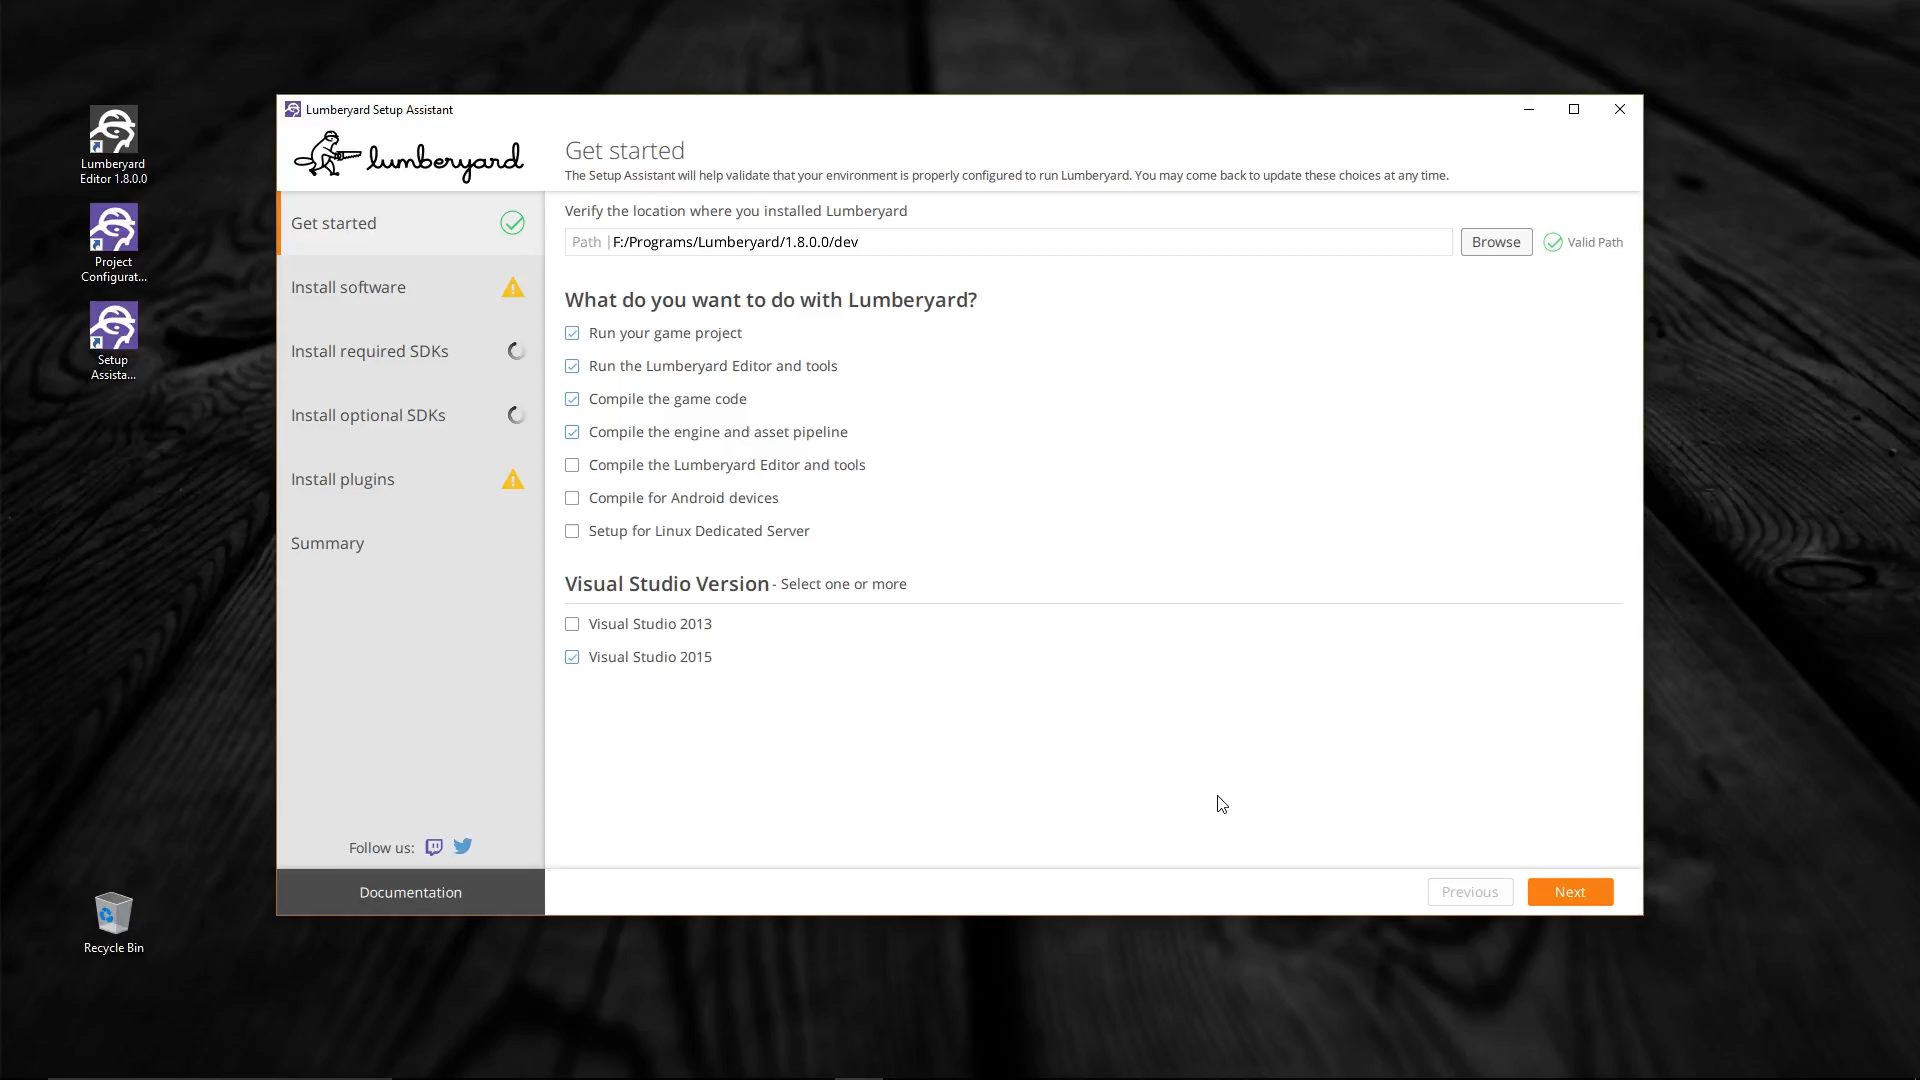 Lumberyard
Editor 1.8.0.0
Project
Configurat...
Setup
Assista...
Recycle Bin
Lumberyard Setup Assistant
lumberyard
Get started
The Setup Assistant will help validate that your environment is properly configured to run Lumberyard. You may come back to update these choices at any time.
Get started
Install software
Install required SDKs
Install optional SDKs
Install plugins
Summary
Follow us:
Documentation
Verify the location where you installed Lumberyard
Path | F:/Programs/Lumberyard/1.8.0.0/dev
Browse
Valid Path
What do you want to do with Lumberyard?
Run your game project
Run the Lumberyard Editor and tools
Compile the game code
Compile the engine and asset pipeline
Compile the Lumberyard Editor and tools
Compile for Android devices
Setup for Linux Dedicated Server
Visual Studio Version - Select one or more
Visual Studio 2013
Visual Studio 2015
Previous
Next